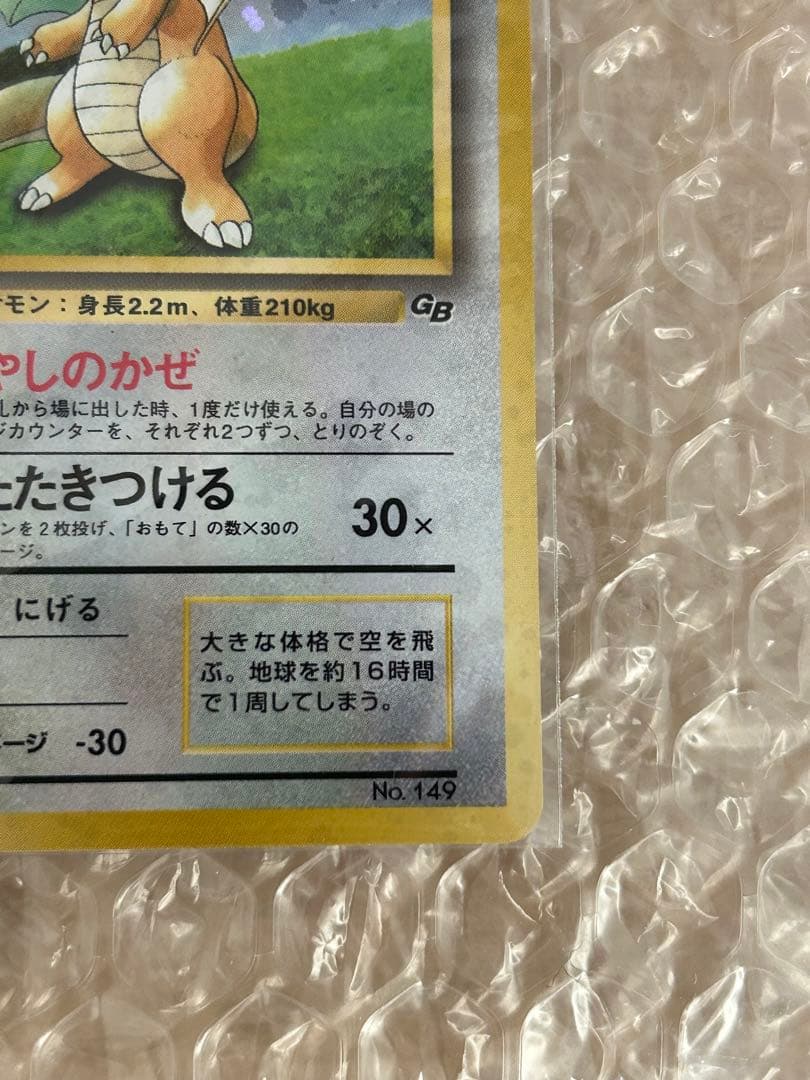 モン：身長2.2m、体重210kg
GB
やしのかぜ
から場に出した時、1度だけ使える。自分の場の
ジカウンターを、それぞれ2つずつ、とりのぞく。
たたきつける
30×
ンを2枚投げ、「おもて」の数×30の
ージ。
にげる
大きな体格で空を飛
ぶ。地球を約16時間
で1周してしまう。
ージ -30
No. 149